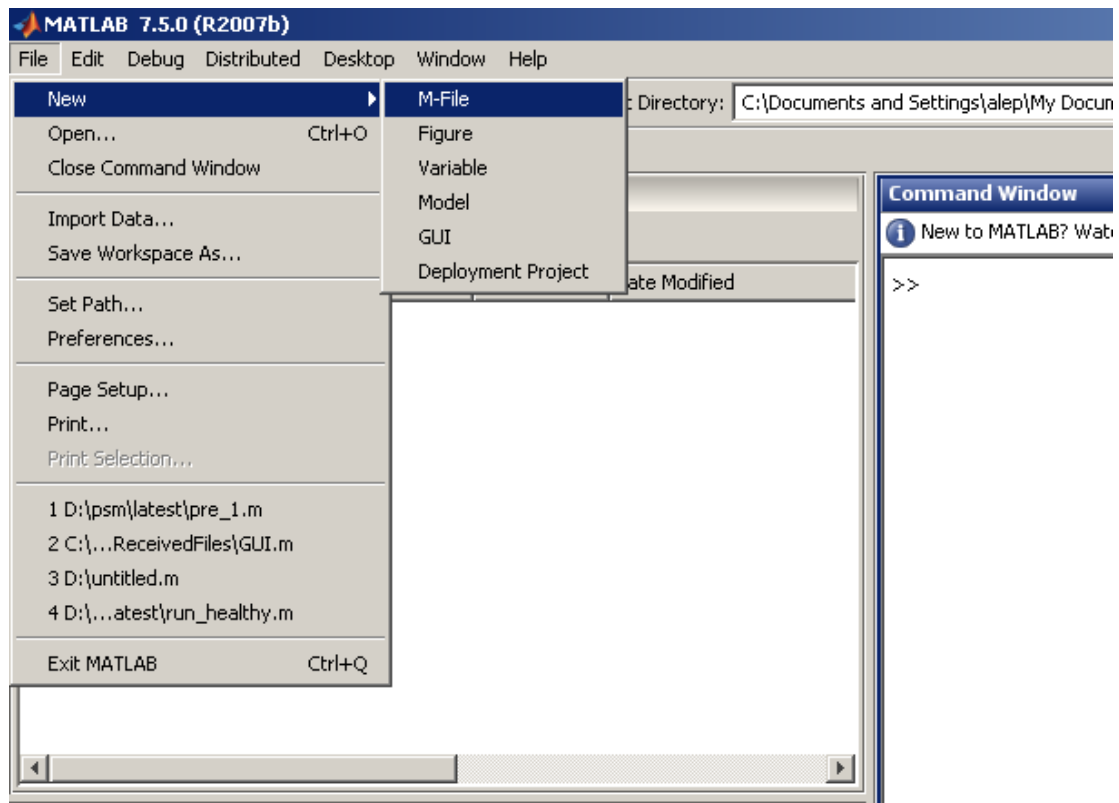 MATLAB 7.5.0 (R2007b)
File Edit Debug Distributed Desktop Window Help
New
Open... Ctrl+O
Close Command Window
Import Data...
Save Workspace As...
Set Path...
Preferences...
Page Setup...
Print...
Print Selection...
1 D:\psm\latest\pre_1.m
2 C:\...ReceivedFiles\GUI.m
3 D:\untitled.m
4 D:\...atest\run_healthy.m
Exit MATLAB Ctrl+Q
M-File
Figure
Variable
Model
GUI
Deployment Project
t Directory: C:\Documents and Settings\alep\My Docum
ate Modified
Command Window
New to MATLAB? Wat
>>